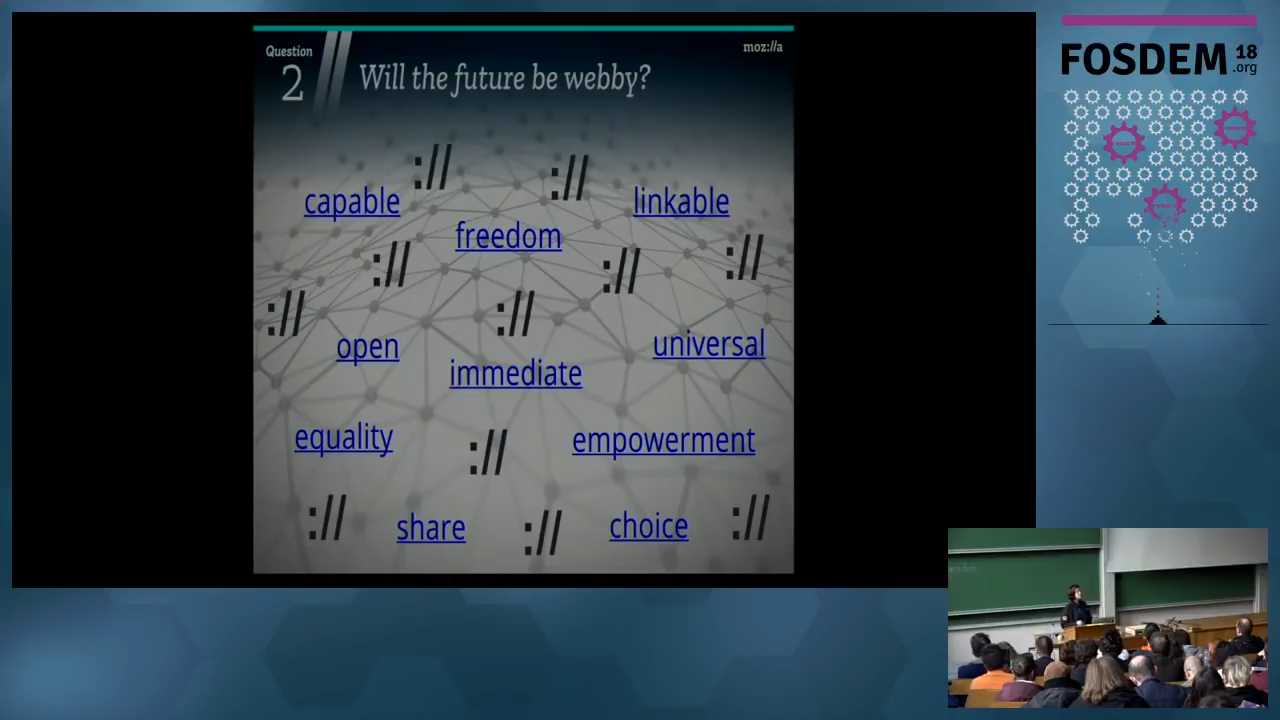 Question
2
Will the future be webby?
moz://a
://
://
capable
linkable
freedom
://
://
://
://
://
open
universal
immediate
equality
://
empowerment
://
share
://
choice
://
FOSDEM 18
.org